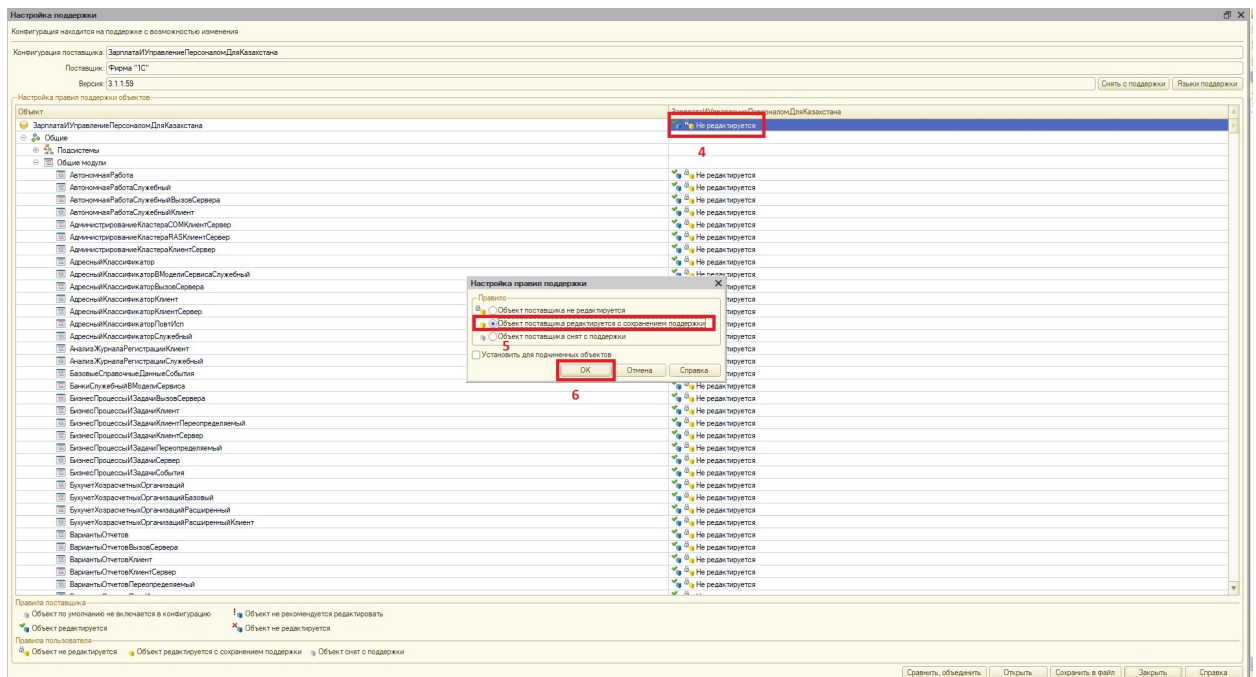 Настройка поддержки
Конфигурация находится на поддержке с возможностью изменения
Конфигурация поставщика: ЗарплатаИУправлениеПерсоналомДляКазахстана
Поставщик: Фирма "1С"
Версия: 3.1.1.59 Снять с поддержки Языки поддержки
Настройка правил поддержки объектов
Объект ЗарплатаИУправлениеПерсоналомДляКазахстана
ЗарплатаИУправлениеПерсоналомДляКазахстана Не редактируется
Общие
Подсистемы 4
Общие модули
АвтономнаяРабота Не редактируется
АвтономнаяРаботаСлужебный Не редактируется
АвтономнаяРаботаСлужебныйВызовСервера Не редактируется
АвтономнаяРаботаСлужебныйКлиент Не редактируется
АдминистрированиеКластераCOMКлиентСервер Не редактируется
АдминистрированиеКластераRASКлиентСервер Не редактируется
АдминистрированиеКластераКлиентСервер Не редактируется
АдресныйКлассификатор Не редактируется
АдресныйКлассификаторВМоделиСервисаСлужебный Не редактируется
АдресныйКлассификаторВызовСервера
АдресныйКлассификаторКлиент
АдресныйКлассификаторКлиентСервер
АдресныйКлассификаторПовтИсп
АдресныйКлассификаторСлужебный
АнализЖурналаРегистрацииКлиент
АнализЖурналаРегистрацииСлужебный
БазовыеСправочныеДанныеСобытия
Настройка правил поддержки
Правило
Объект поставщика не редактируется
Объект поставщика редактируется с сохранением поддержки
Объект поставщика снят с поддержки
5
Установить для подчиненных объектов
OK Отмена Справка
6
БанкиСлужебныйВМоделиСервиса Не редактируется
БизнесПроцессыИЗадачиВызовСервера Не редактируется
БизнесПроцессыИЗадачиКлиент Не редактируется
БизнесПроцессыИЗадачиКлиентПереопределяемый Не редактируется
БизнесПроцессыИЗадачиКлиентСервер Не редактируется
БизнесПроцессыИЗадачиПереопределяемый Не редактируется
БизнесПроцессыИЗадачиСервер Не редактируется
БизнесПроцессыИЗадачиСобытия Не редактируется
БухучетХозрасчетныхОрганизаций Не редактируется
БухучетХозрасчетныхОрганизацийБазовый Не редактируется
БухучетХозрасчетныхОрганизацийРасширенный Не редактируется
БухучетХозрасчетныхОрганизацийРасширенныйКлиент Не редактируется
ВариантыОтчетов Не редактируется
ВариантыОтчетовВызовСервера Не редактируется
ВариантыОтчетовКлиент Не редактируется
ВариантыОтчетовКлиентСервер Не редактируется
ВариантыОтчетовПереопределяемый Не редактируется
Правила поставщика
Объект по умолчанию не включается в конфигурацию Объект не рекомендуется редактировать
Объект редактируется Объект не редактируется
Правила пользователя
Объект не редактируется Объект редактируется с сохранением поддержки Объект снят с поддержки
Сравнить, объединить Открыть Сохранить в файл Закрыть Справка